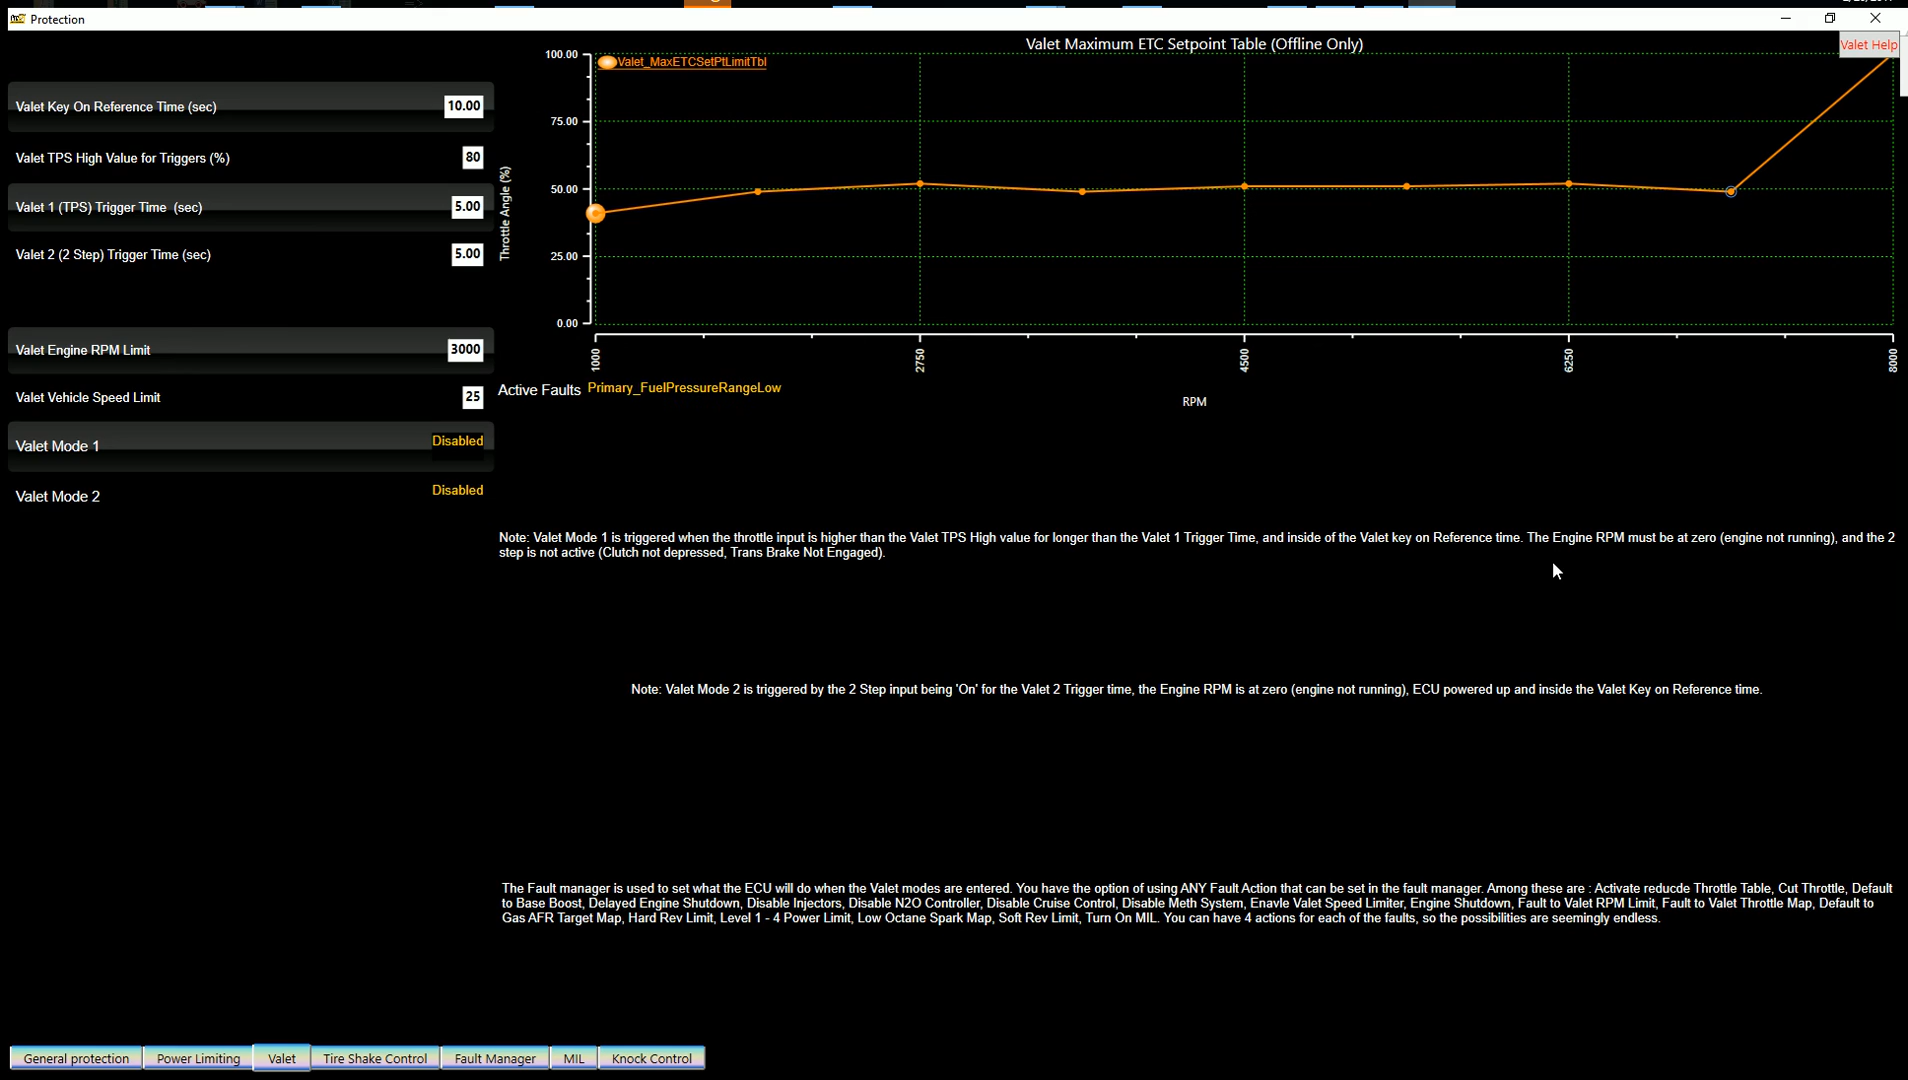 Protection
Valet Maximum ETC Setpoint Table (Offline Only)
Valet Help
100.00
Valet_MaxETCSetPtLimitTbl
75.00
50.00
25.00
0.00
Throttle Angle (%)
1000
2750
4500
6250
8000
RPM
Valet Key On Reference Time (sec) 10.00
Valet TPS High Value for Triggers (%) 80
Valet 1 (TPS) Trigger Time (sec) 5.00
Valet 2 (2 Step) Trigger Time (sec) 5.00
Valet Engine RPM Limit 3000
Valet Vehicle Speed Limit 25
Valet Mode 1 Disabled
Valet Mode 2 Disabled
Active Faults Primary_FuelPressureRangeLow
Note: Valet Mode 1 is triggered when the throttle input is higher than the Valet TPS High value for longer than the Valet 1 Trigger Time, and inside of the Valet key on Reference time. The Engine RPM must be at zero (engine not running), and the 2
step is not active (Clutch not depressed, Trans Brake Not Engaged).
Note: Valet Mode 2 is triggered by the 2 Step input being 'On' for the Valet 2 Trigger time, the Engine RPM is at zero (engine not running), ECU powered up and inside the Valet Key on Reference time.
The Fault manager is used to set what the ECU will do when the Valet modes are entered. You have the option of using ANY Fault Action that can be set in the fault manager. Among these are : Activate reducde Throttle Table, Cut Throttle, Default
to Base Boost, Delayed Engine Shutdown, Disable Injectors, Disable N2O Controller, Disable Cruise Control, Disable Meth System, Enavle Valet Speed Limiter, Engine Shutdown, Fault to Valet RPM Limit, Fault to Valet Throttle Map, Default to
Gas AFR Target Map, Hard Rev Limit, Level 1 - 4 Power Limit, Low Octane Spark Map, Soft Rev Limit, Turn On MIL. You can have 4 actions for each of the faults, so the possibilities are seemingly endless.
General protection
Power Limiting
Valet
Tire Shake Control
Fault Manager
MIL
Knock Control